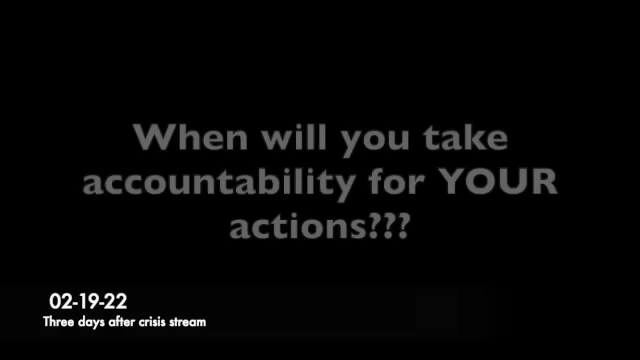 When will you take
accountability for YOUR
actions???
02-19-22
Three days after crisis stream